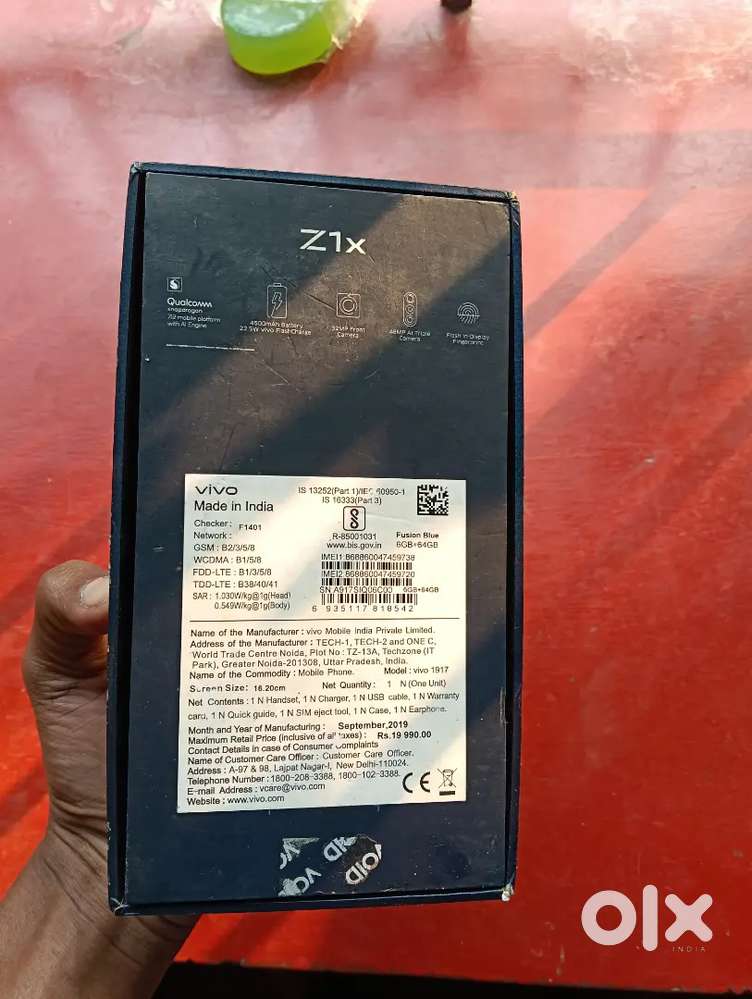 Z1x
Qualcomm
snapdragon
712 mobile platform
with AI Engine
4500mAh Battery
22.5W vivo FlashCharge
32MP Front
Camera
48MP AI Triple
Camera
Flash In-Display
Fingerprint
vivo
Made in India
IS 13252(Part 1)/IEC 60950-1
IS 16333(Part 3)
Checker: F1401
Network:
GSM : B2/3/5/8
WCDMA : B1/5/8
FDD-LTE : B1/3/5/8
TDD-LTE : B38/40/41
SAR : 1.030W/kg@1g(Head)
0.549W/kg@1g(Body)
R-85001031
www.bis.gov.in
Fusion Blue
6GB+64GB
IMEI1:868860047459738
IMEI2:868860047459720
SN:A917SIQ06C00 6GB+64GB
6 935117 818542
Name of the Manufacturer : vivo Mobile India Private Limited.
Address of the Manufacturer : TECH-1, TECH-2 and ONE C,
World Trade Centre Noida, Plot No : TZ-13A, Techzone (IT
Park), Greater Noida-201308, Uttar Pradesh, India.
Name of the Commodity : Mobile Phone. Model : vivo 1917
Screen Size: 16.20cm Net Quantity : 1 N (One Unit)
Net Contents : 1 N Handset, 1 N Charger, 1 N USB cable, 1 N Warranty
card, 1 N Quick guide, 1 N SIM eject tool, 1 N Case, 1 N Earphone.
Month and Year of Manufacturing : September,2019
Maximum Retail Price (inclusive of all taxes) : Rs.19 990.00
Contact Details in case of Consumer Complaints
Name of Customer Care Officer : Customer Care Officer.
Address : A-97 & 98, Lajpat Nagar-I, New Delhi-110024.
Telephone Number : 1800-208-3388, 1800-102-3388.
E-mail Address : vcare@vivo.com
Website : www.vivo.com
CE
VOID VOID
olx
INDIA